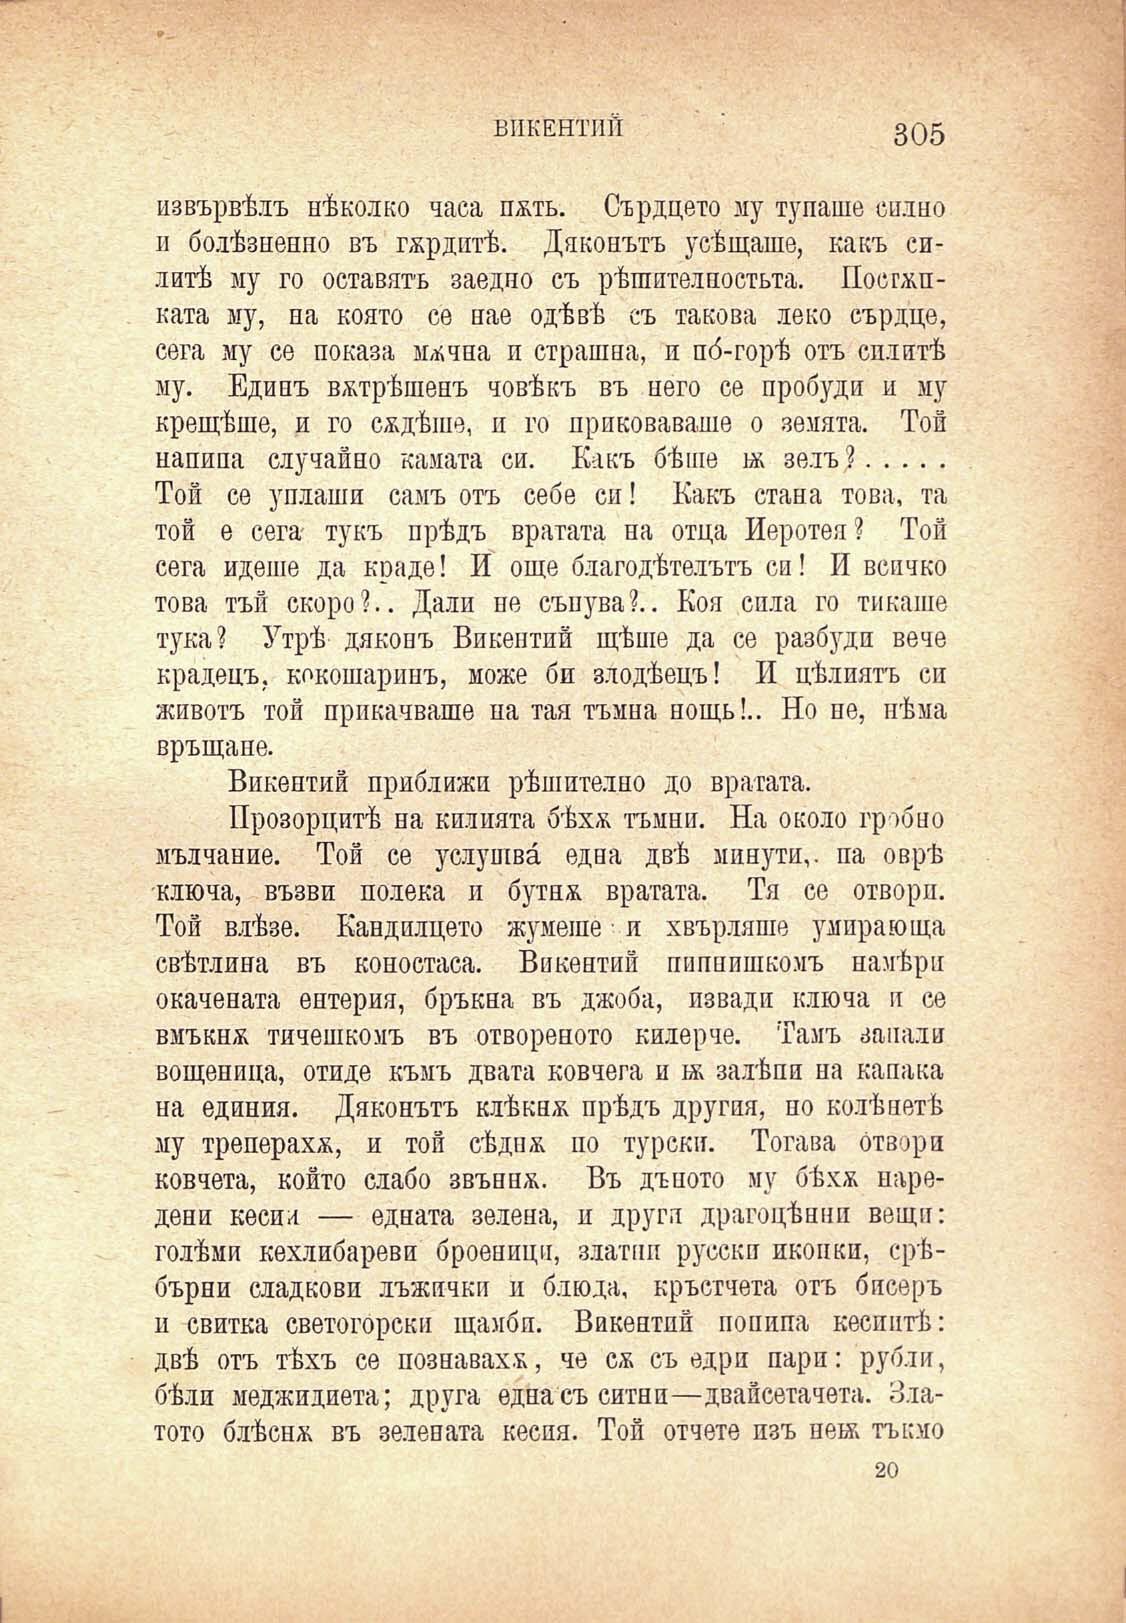 ВИКЕНТИЙ 305
извървѣлъ нѣколко часа пѫть. Сърдцето му тупаше силно
и болѣзненно въ гѫрдитѣ. Дяконътъ усѣщаше, какъ си-
литѣ му го оставятъ заедно съ рѣшителностьта. Постѫп-
ката му, на която се нае одѣвѣ съ такова леко сърдце,
сега му се показа мѫчна и страшна, и по́-горѣ отъ силитѣ
му. Единъ вѫтрѣшенъ човѣкъ въ него се пробуди и му
крещѣше, и го сѫдѣше, и го приковаваше о земята. Той
напипа случайно камата си. Какъ бѣше ѭ зелъ?.....
Той се уплаши самъ отъ себе си! Какъ стана това, та
той е сега тукъ прѣдъ вратата на отца Иеротея? Той
сега идеше да краде! И още благодѣтелътъ си! И всичко
това тъй скоро?.. Дали не сънува?.. Коя сила го тикаше
тука? Утрѣ дяконъ Викентий щѣше да се разбуди вече
крадецъ, кокошаринъ, може би злодѣецъ! И цѣлиятъ си
животъ той прикачваше на тая тъмна нощь!.. Но не, нѣма
връщане.
Викентий приближи рѣшително до вратата.
Прозорцитѣ на килията бѣхѫ тъмни. На около гробно
мълчание. Той се услушва́ една двѣ минути, па оврѣ
ключа, възви полека и бутнѫ вратата. Тя се отвори.
Той влѣзе. Кандилцето жумеше и хвърляше умирающа
свѣтлина въ коностаса. Викентий пипнишкомъ намѣри
окачената ентерия, бръкна въ джоба, извади ключа и се
вмъкнѫ тичешкомъ въ отвореното килерче. Тамъ запали
вощеница, отиде къмъ двата ковчега и ѭ залѣпи на капака
на единия. Дяконътъ клѣкнѫ прѣдъ другия, но колѣнетѣ
му треперахѫ, и той сѣднѫ по турски. Тогава отвори
ковчета, който слабо звъннѫ. Въ дъното му бѣхѫ наре-
дени кесии — едната зелена, и други драгоцѣнни вещи:
голѣми кехлибареви броеници, златни русски иконки, срѣ-
бърни сладкови лъжички и блюда, кръстчета отъ бисеръ
и свитка светогорски щамби. Викентий попипа кесиитѣ:
двѣ отъ тѣхъ се познавахѫ, че сѫ съ едри пари: рубли,
бѣли меджидиета; друга една съ ситни—двайсетачета. Зла-
тото блѣснѫ въ зелената кесия. Той отчете изъ неѭ тъкмо
20